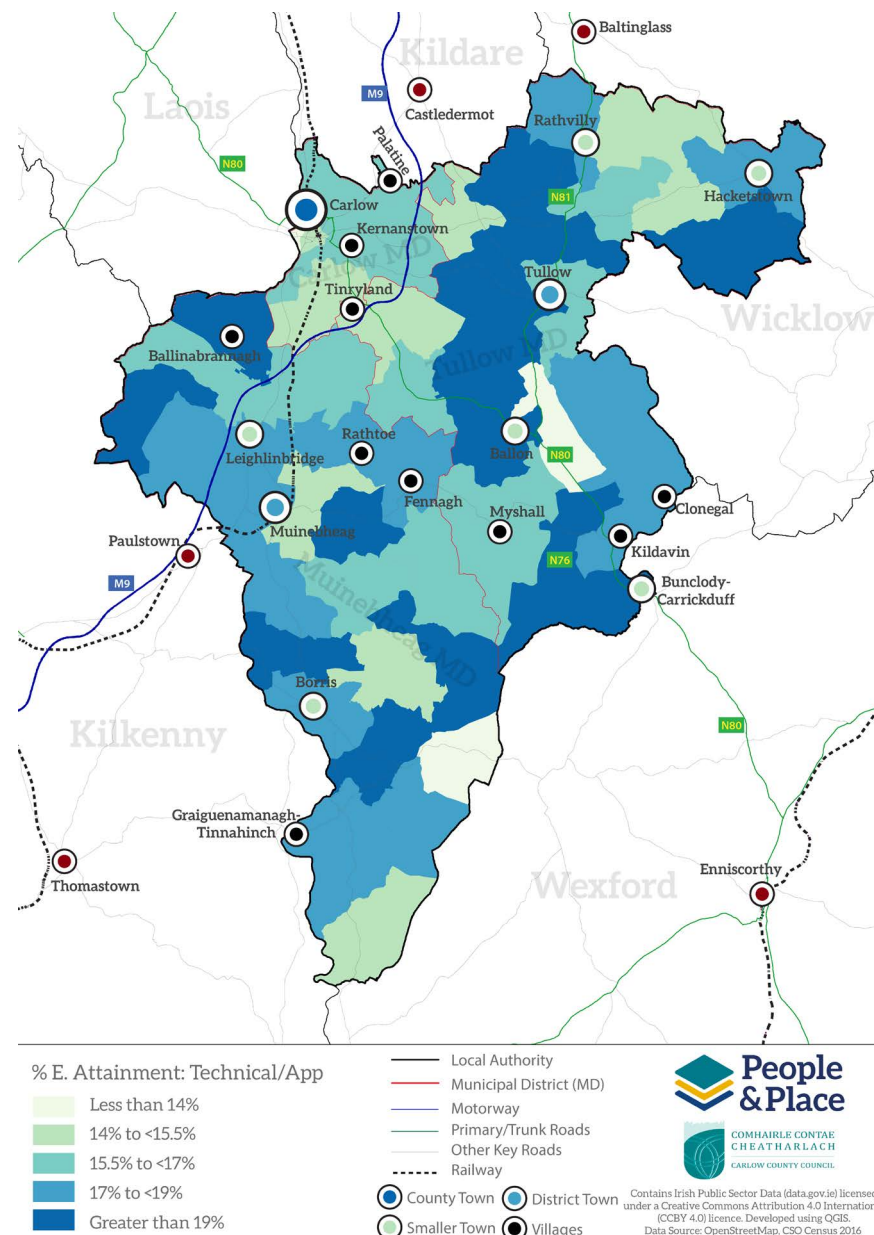 Baltinglass
Kildare
M9
Castledermot
Laois
Rathvilly
Palatine
N80
Hacketstown
N81
Carlow
Kernanstown
Carlow MD
Tullow
Tinryland
Wicklow
Ballinabrannagh
Tullow MD
Rathtoe
Leighlinbridge
Ballon
N80
Fennagh
Clonegal
Myshall
Muinebheag
Kildavin
Paulstown
N76
M9
Bunclody-
Carrickduff
Muinebheag MD
Borris
N80
Kilkenny
Graiguenamanagh-
Tinnahinch
Enniscorthy
Wexford
Thomastown
% E. Attainment: Technical/App
Less than 14%
14% to <15.5%
15.5% to <17%
17% to <19%
Greater than 19%
Local Authority
Municipal District (MD)
Motorway
Primary/Trunk Roads
Other Key Roads
Railway
County Town
District Town
Smaller Town
Villages
People
&Place
COMHAIRLE CONTAE
CHEATHARLACH
CARLOW COUNTY COUNCIL
Contains Irish Public Sector Data (data.gov.ie) licensed
under a Creative Commons Attribution 4.0 Internation
(CCBY 4.0) licence. Developed using QGIS.
Data Source: OpenStreetMap, CSO Census 2016